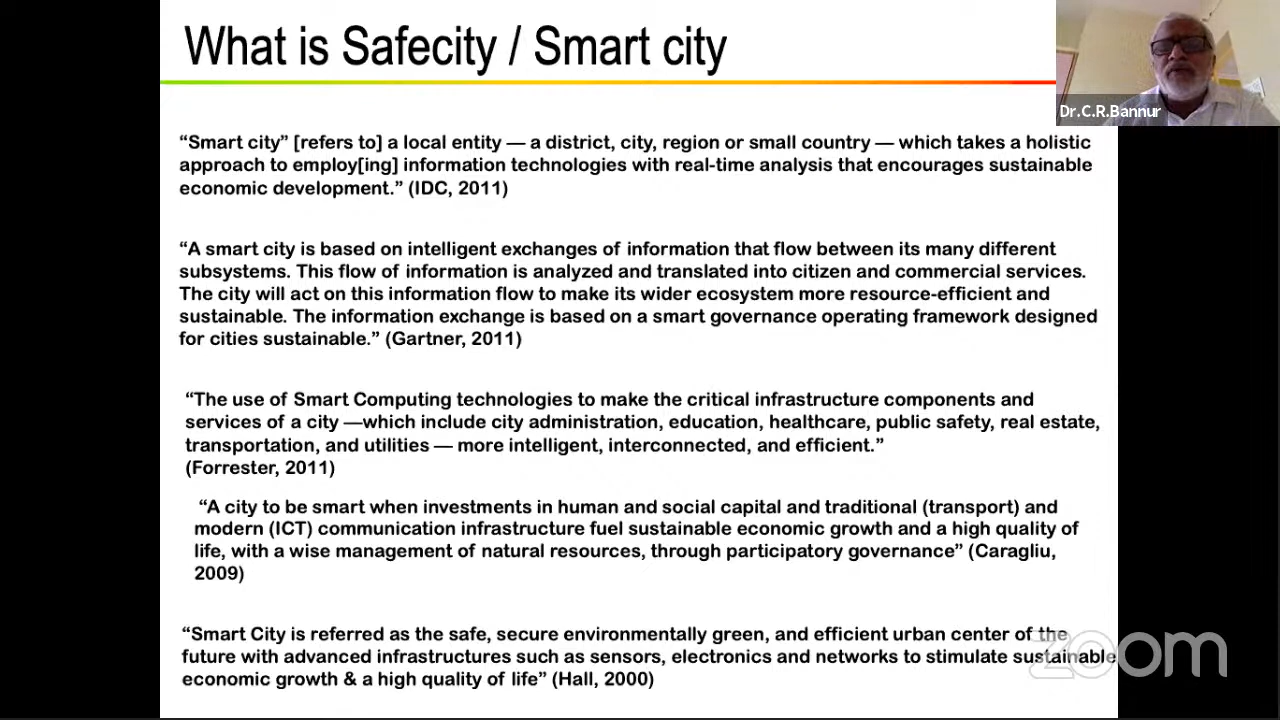 What is Safecity / Smart city
Dr.C.R.Bannur
“Smart city” [refers to] a local entity — a district, city, region or small country — which takes a holistic
approach to employ[ing] information technologies with real-time analysis that encourages sustainable
economic development.” (IDC, 2011)
“A smart city is based on intelligent exchanges of information that flow between its many different
subsystems. This flow of information is analyzed and translated into citizen and commercial services.
The city will act on this information flow to make its wider ecosystem more resource-efficient and
sustainable. The information exchange is based on a smart governance operating framework designed
for cities sustainable.” (Gartner, 2011)
“The use of Smart Computing technologies to make the critical infrastructure components and
services of a city —which include city administration, education, healthcare, public safety, real estate,
transportation, and utilities — more intelligent, interconnected, and efficient.”
(Forrester, 2011)
“A city to be smart when investments in human and social capital and traditional (transport) and
modern (ICT) communication infrastructure fuel sustainable economic growth and a high quality of
life, with a wise management of natural resources, through participatory governance” (Caragliu,
2009)
“Smart City is referred as the safe, secure environmentally green, and efficient urban center of the
future with advanced infrastructures such as sensors, electronics and networks to stimulate sustainable
economic growth & a high quality of life” (Hall, 2000)
zoom